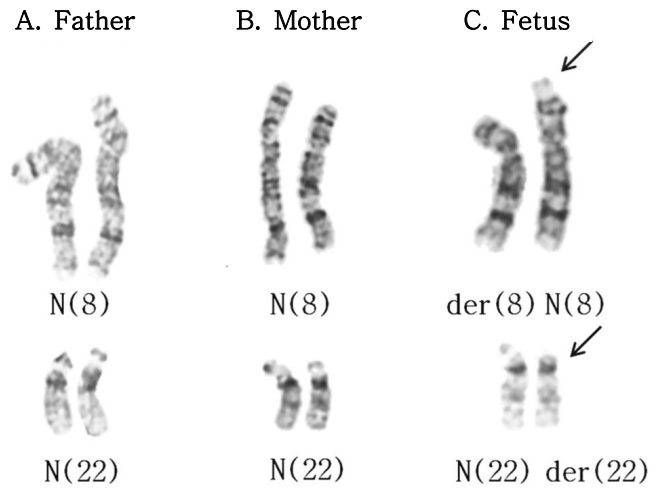 A. Father B. Mother C. Fetus
N(8) N(8) der(8) N(8)
N(22) N(22) N(22) der(22)